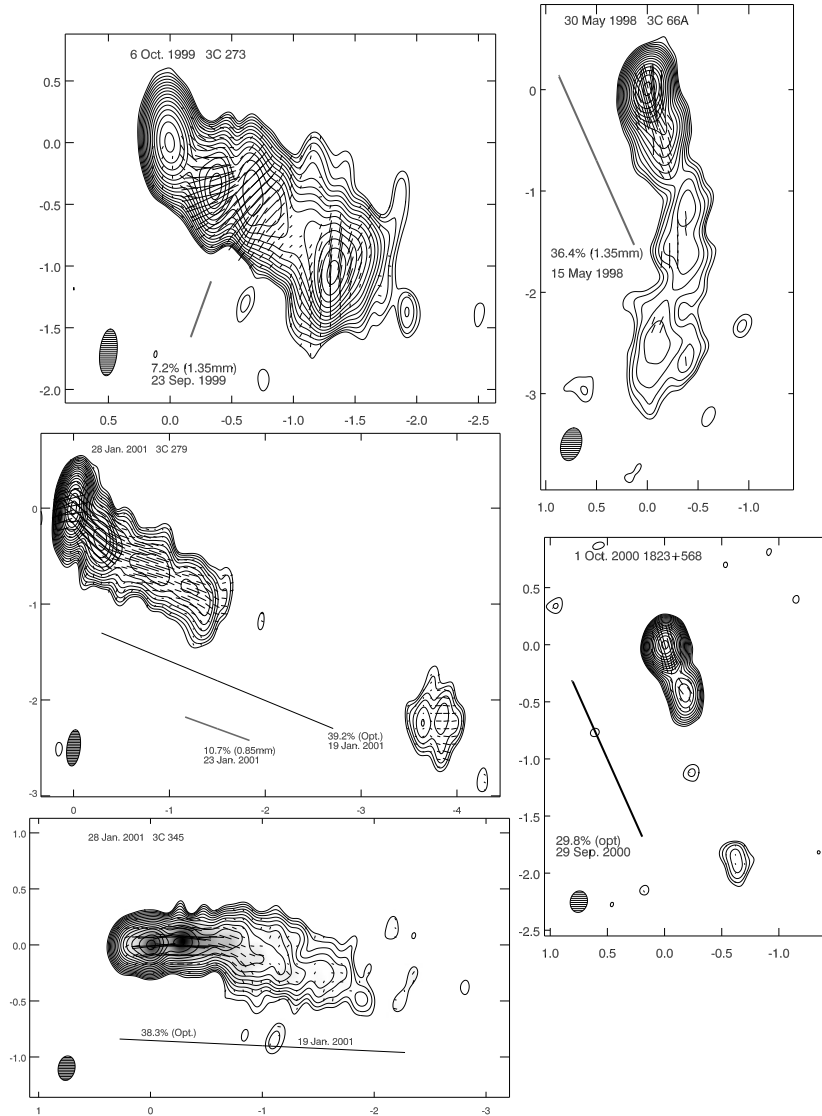 6 Oct. 1999 3C 273
0.5
0.0
-0.5
-1.0
-1.5
-2.0
7.2% (1.35mm)
23 Sep. 1999
0.5 0.0 -0.5 -1.0 -1.5 -2.0 -2.5
30 May 1998 3C 66A
0
-1
-2
-3
36.4% (1.35mm)
15 May 1998
1.0 0.5 0.0 -0.5 -1.0
28 Jan. 2001 3C 279
0
-1
-2
-3
39.2% (Opt.)
19 Jan. 2001
10.7% (0.85mm)
23 Jan. 2001
0 -1 -2 -3 -4
1 Oct. 2000 1823+568
0.5
0.0
-0.5
-1.0
-1.5
-2.0
-2.5
29.8% (opt)
29 Sep. 2000
1.0 0.5 0.0 -0.5 -1.0
28 Jan. 2001 3C 345
1.0
0.5
0.0
-0.5
-1.0
38.3% (Opt.)
19 Jan. 2001
1 0 -1 -2 -3